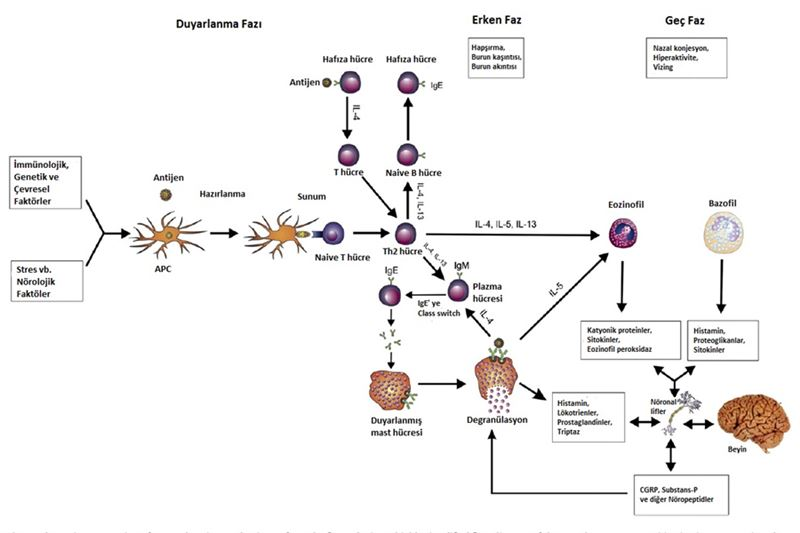 Duyarlanma Fazı
Erken Faz
Geç Faz
Hapşırma,
Burun kaşıntısı,
Burun akıntısı
Nazal konjesyon,
Hiperaktivite,
Vizing
Hafıza hücre
Hafıza hücre
Antijen
IgE
IL-4
T hücre
Naive B hücre
İmmünolojik,
Genetik ve
Çevresel
Faktörler
Antijen
Hazırlanma
Sunum
IL-4, IL-13
IL-4, IL-5, IL-13
Eozinofil
Bazofil
APC
Naive T hücre
Th2 hücre
Stres vb.
Nörolojik
Faktöler
IL-4, IL-13
IgM
Plazma
hücresi
IgE
IgE' ye
Class switch
IL-4
IL-5
Katyonik proteinler,
Sitokinler,
Eozinofil peroksidaz
Histamin,
Proteoglikanlar,
Sitokinler
Duyarlanmış
mast hücresi
Degranülasyon
Histamin,
Lökotrienler,
Prostaglandinler,
Triptaz
Nöronal
lifler
Beyin
CGRP, Substans-P
ve diğer Nöropeptidler